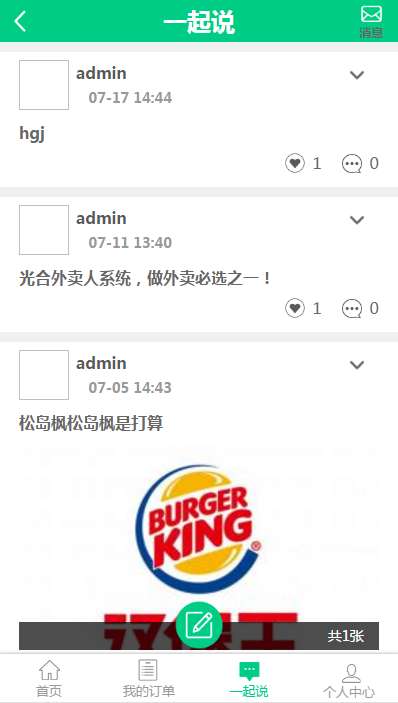 一起说
消息
admin
07-17 14:44
hgj
1 0
admin
07-11 13:40
光合外卖人系统，做外卖必选之一！
1 0
admin
07-05 14:43
松岛枫松岛枫是打算
BURGER
KING
®
汉堡王
共1张
首页 我的订单 一起说 个人中心